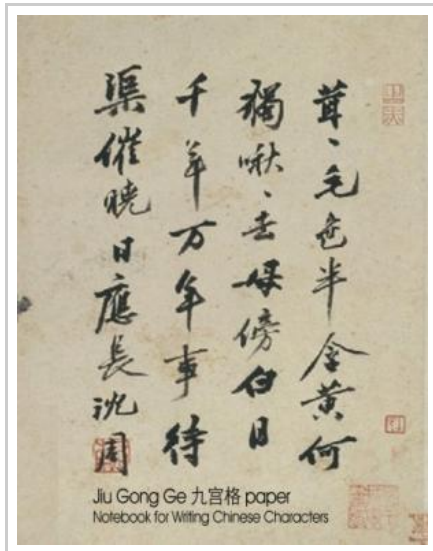 茸、毛色半含黃何
獨啾、去母傍白日
千年万年事待
渠催曉日應長沈周
Jiu Gong Ge 九宫格 paper
Notebook for Writing Chinese Characters